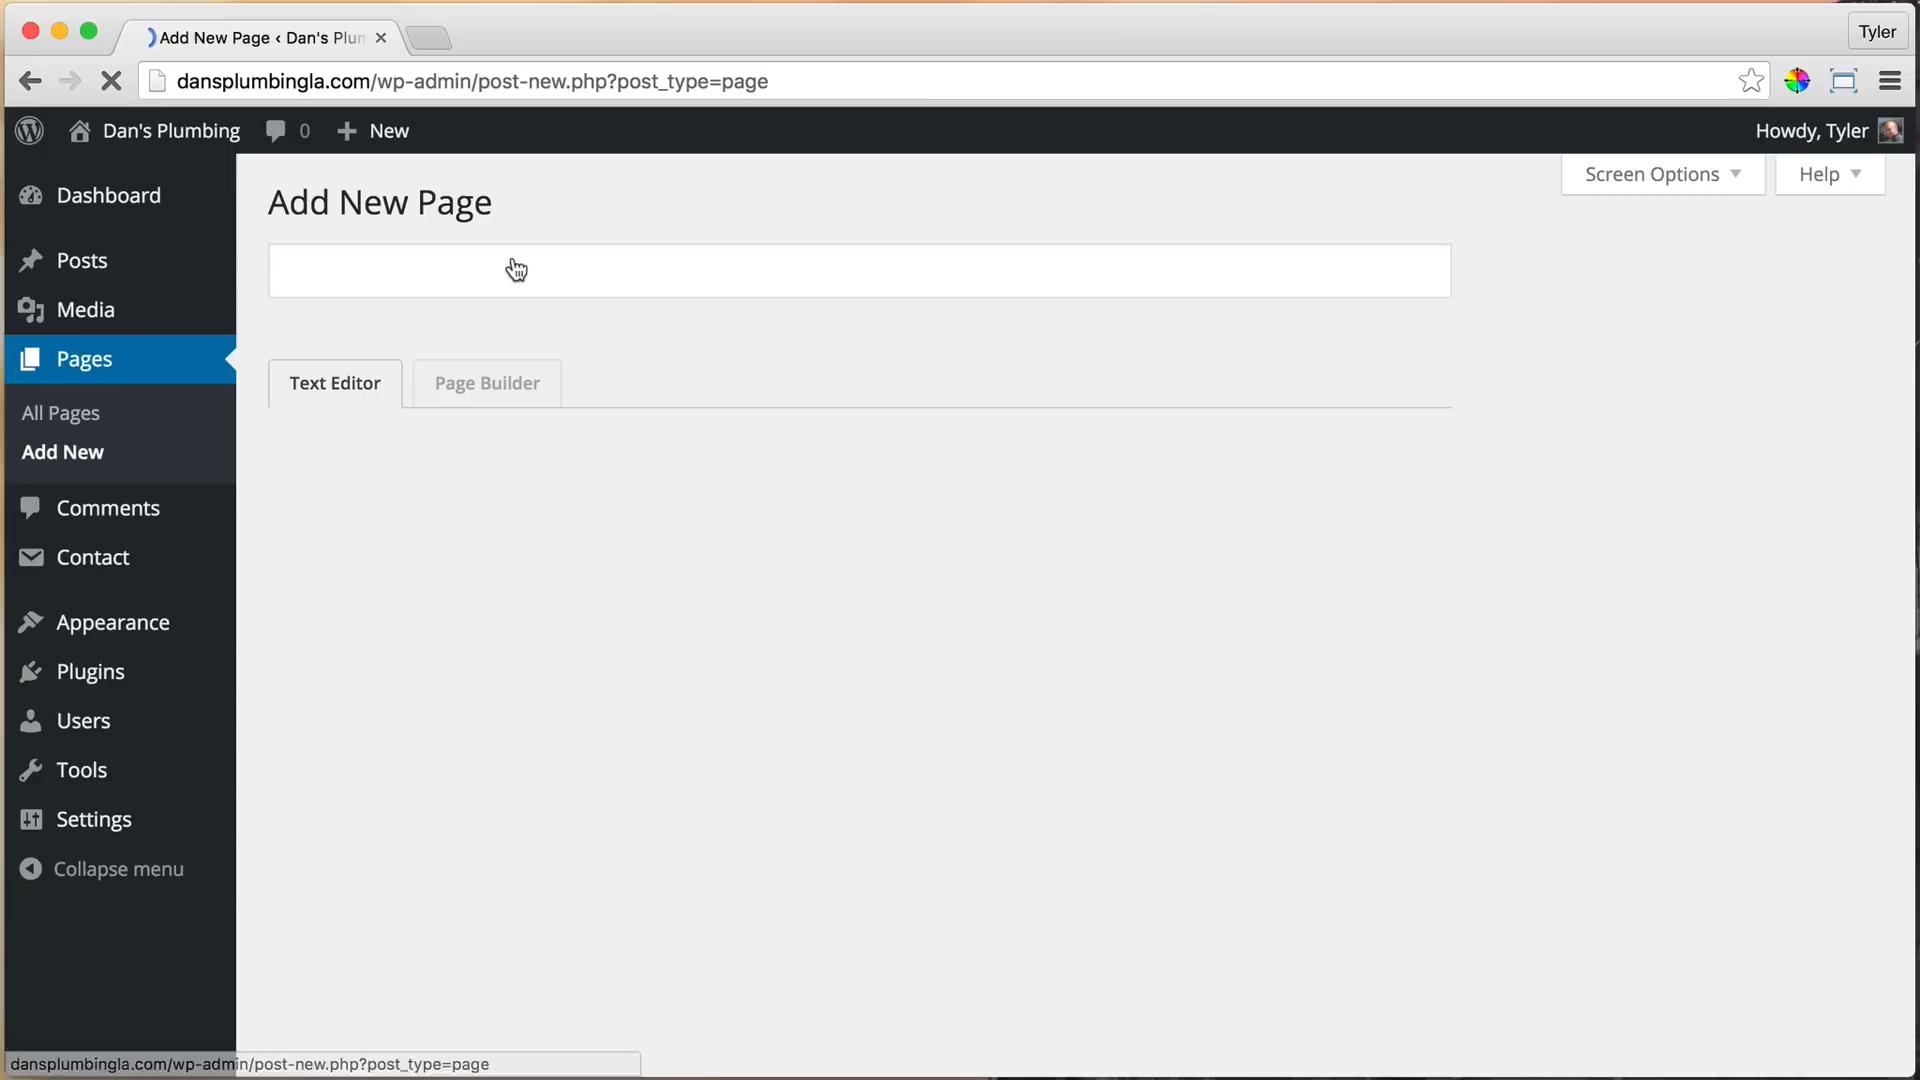 Add New Page ‹ Dan's Plum
Tyler
dansplumbingla.com/wp-admin/post-new.php?post_type=page
Dan's Plumbing
0
New
Howdy, Tyler
Screen Options
Help
Add New Page
Dashboard
Posts
Media
Pages
All Pages
Add New
Comments
Contact
Appearance
Plugins
Users
Tools
Settings
Collapse menu
Text Editor
Page Builder
dansplumbingla.com/wp-admin/post-new.php?post_type=page